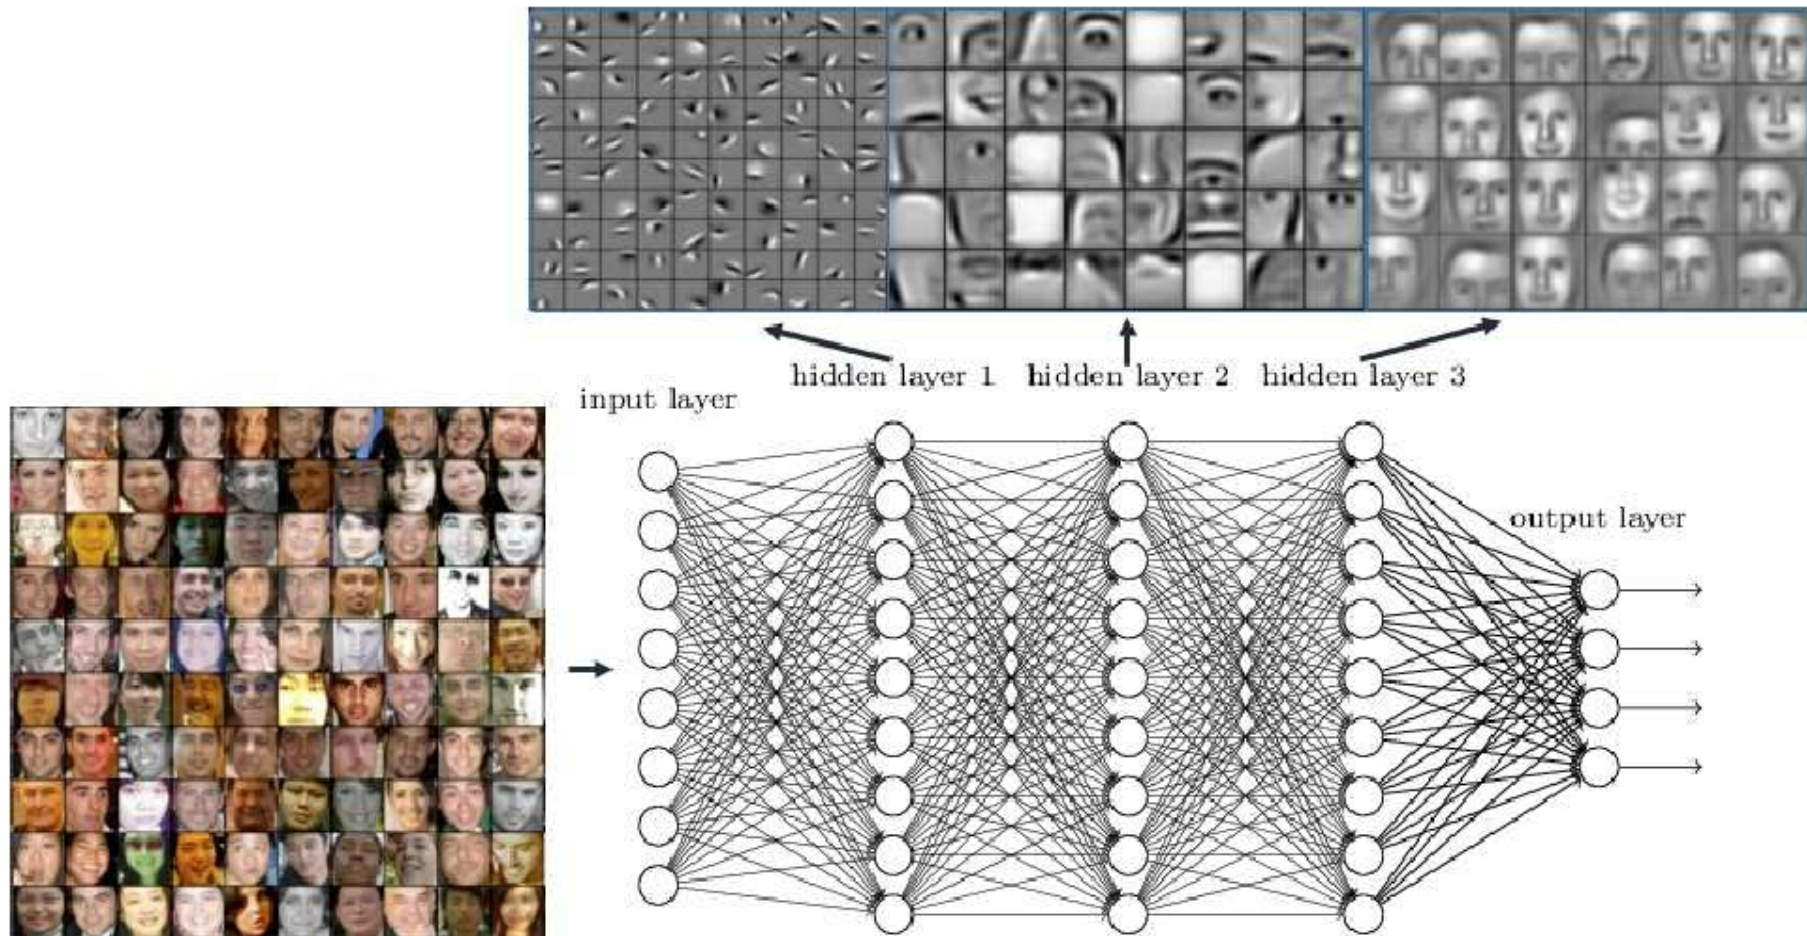 hidden layer 1
hidden layer 2
hidden layer 3
input layer
output layer